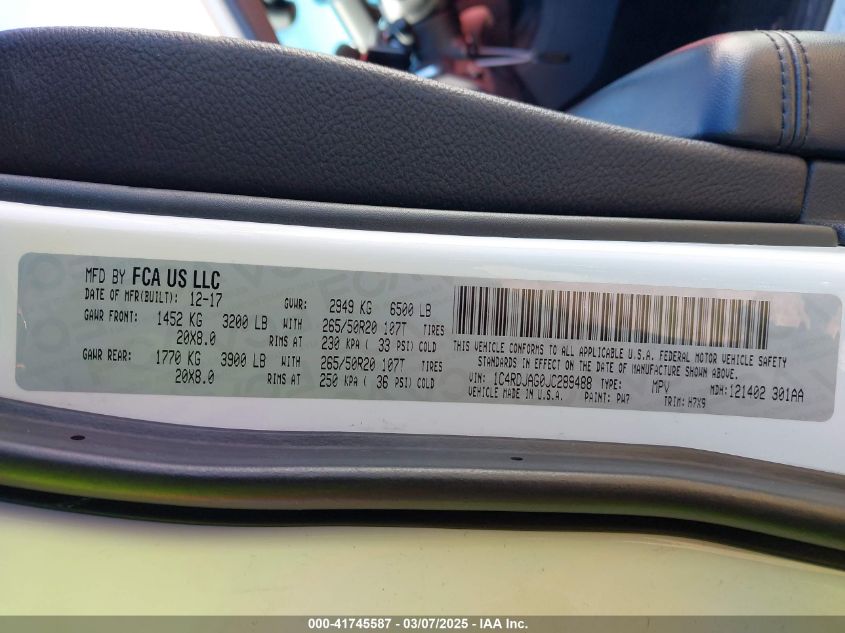 MFD BY FCA US LLC
DATE OF MFR(BUILT): 12-17 GVWR: 2949 KG 6500 LB
GAWR FRONT: 1452 KG 3200 LB WITH 265/50R20 107T TIRES
20X8.0 RIMS AT 230 KPA ( 33 PSI) COLD
GAWR REAR: 1770 KG 3900 LB WITH 265/50R20 107T TIRES
20X8.0 RIMS AT 250 KPA ( 36 PSI) COLD
THIS VEHICLE CONFORMS TO ALL APPLICABLE U.S.A. FEDERAL MOTOR VEHICLE SAFETY
STANDARDS IN EFFECT ON THE DATE OF MANUFACTURE SHOWN ABOVE.
VIN: 1C4RDJAG0JC289488 TYPE: MPV MDH:121402 301AA
VEHICLE MADE IN U.S.A. PAINT: PW7 TRIM: H7X9
000-41745587 - 03/07/2025 - IAA Inc.